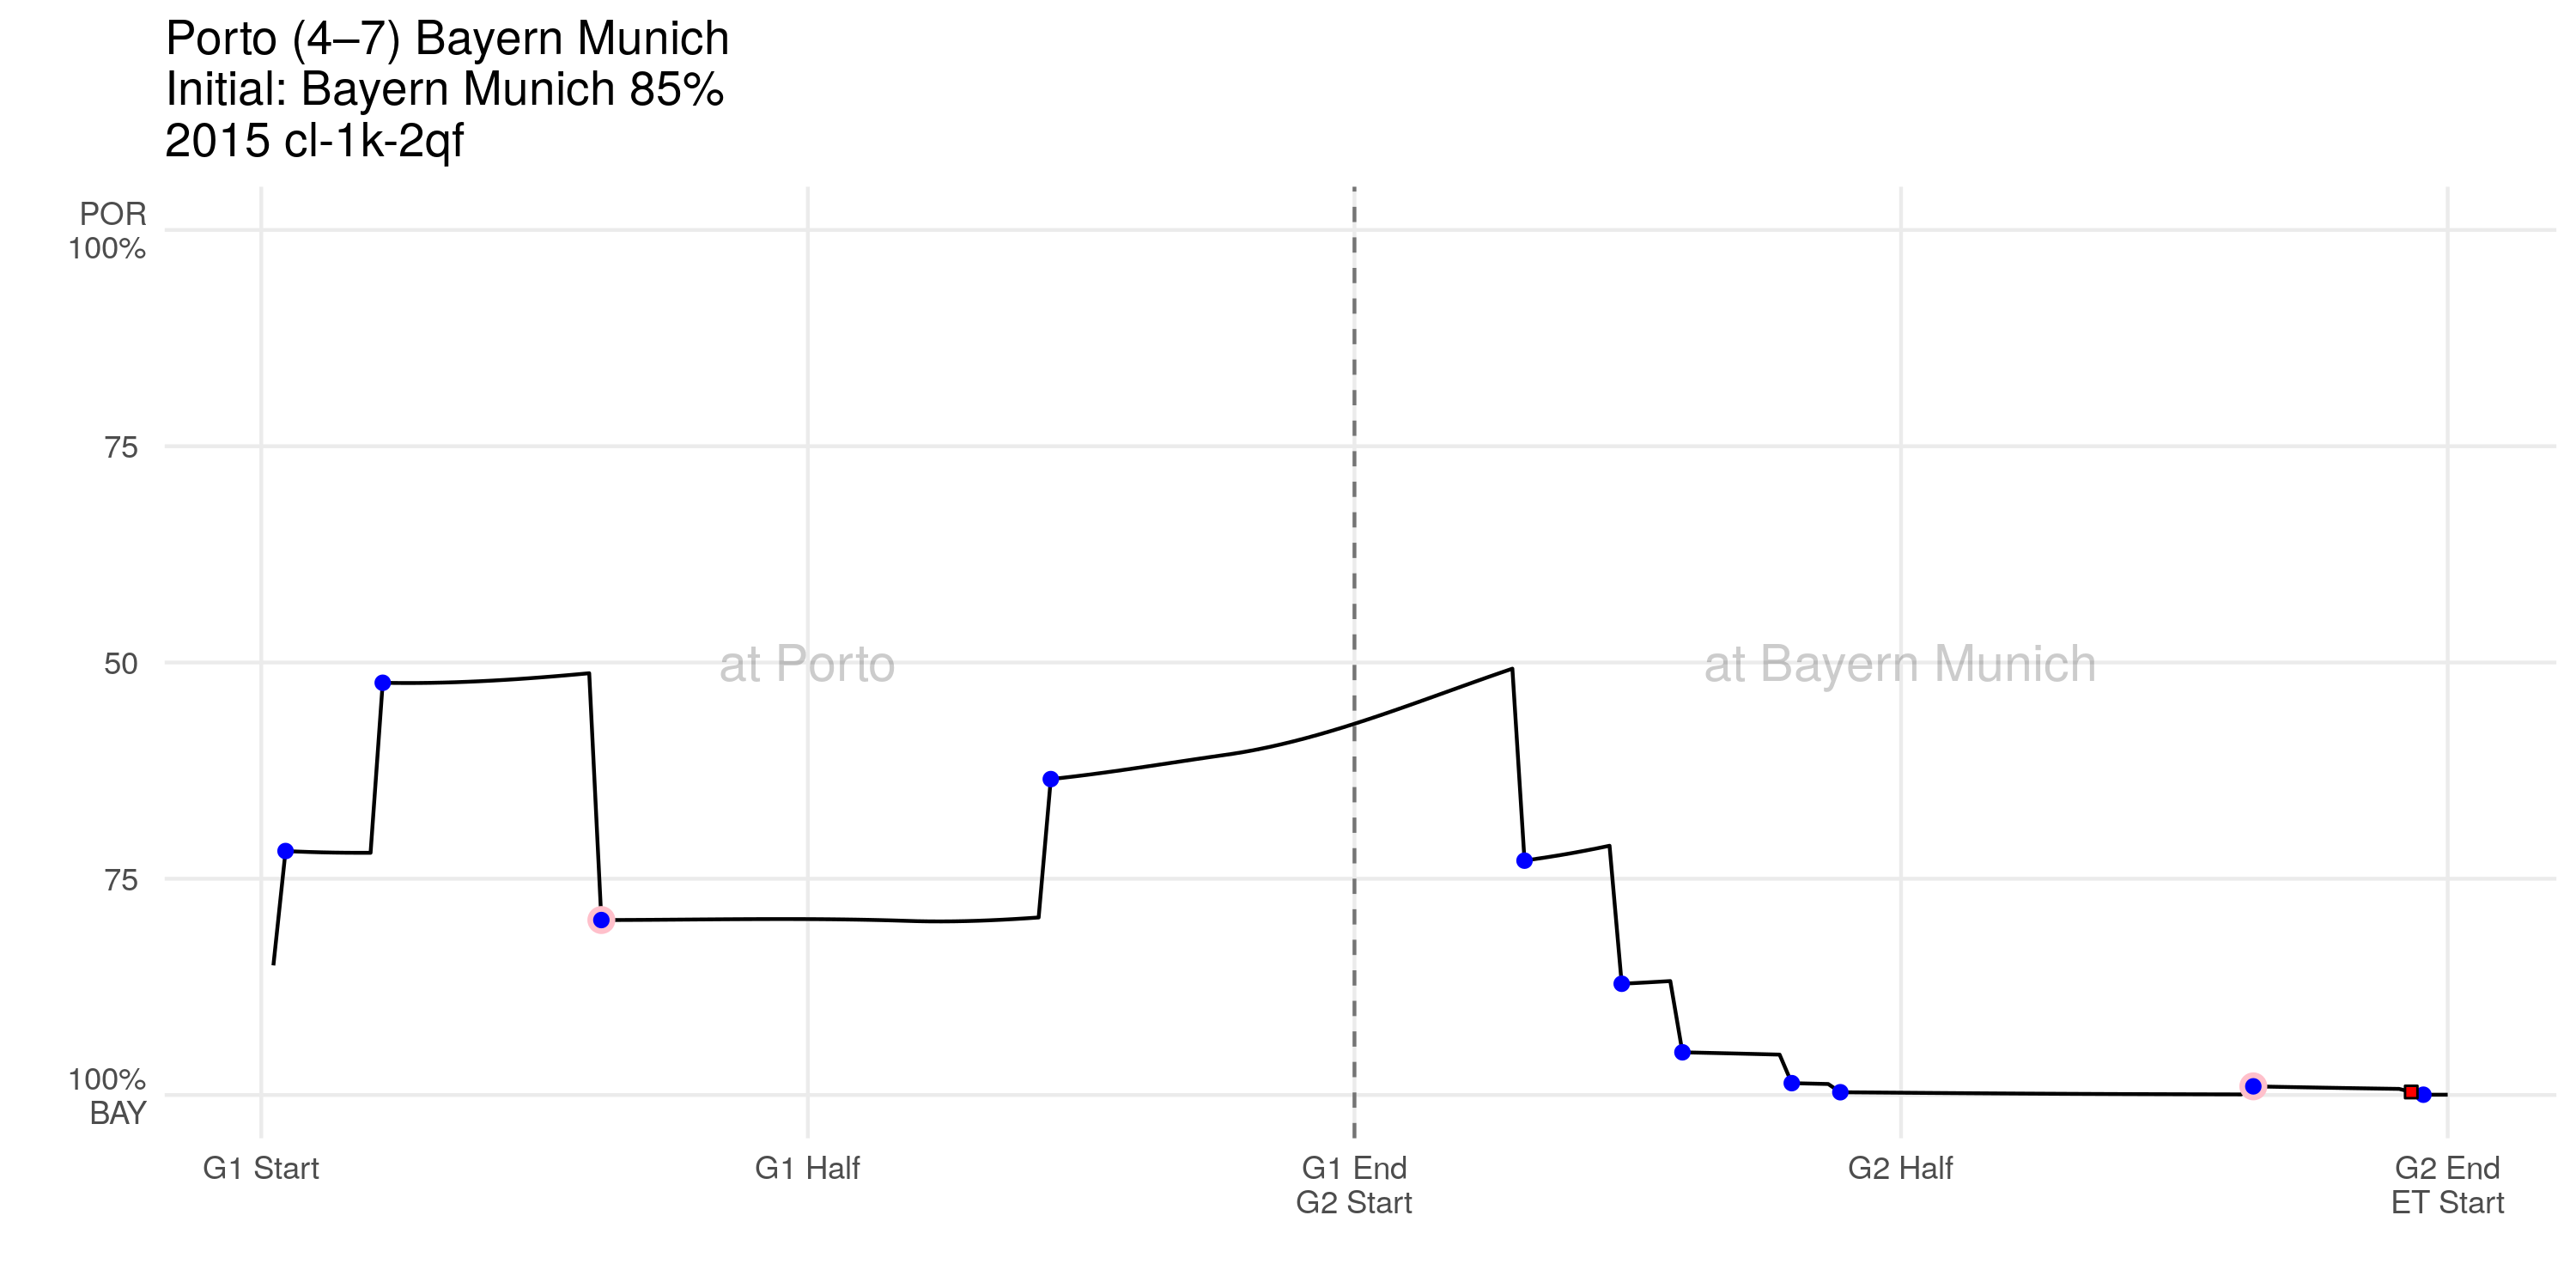 Porto (4–7) Bayern Munich
Initial: Bayern Munich 85%
2015 cl-1k-2qf
POR
100%
75
50
75
100%
BAY
at Porto
at Bayern Munich
G1 Start
G1 Half
G1 End
G2 Start
G2 Half
G2 End
ET Start